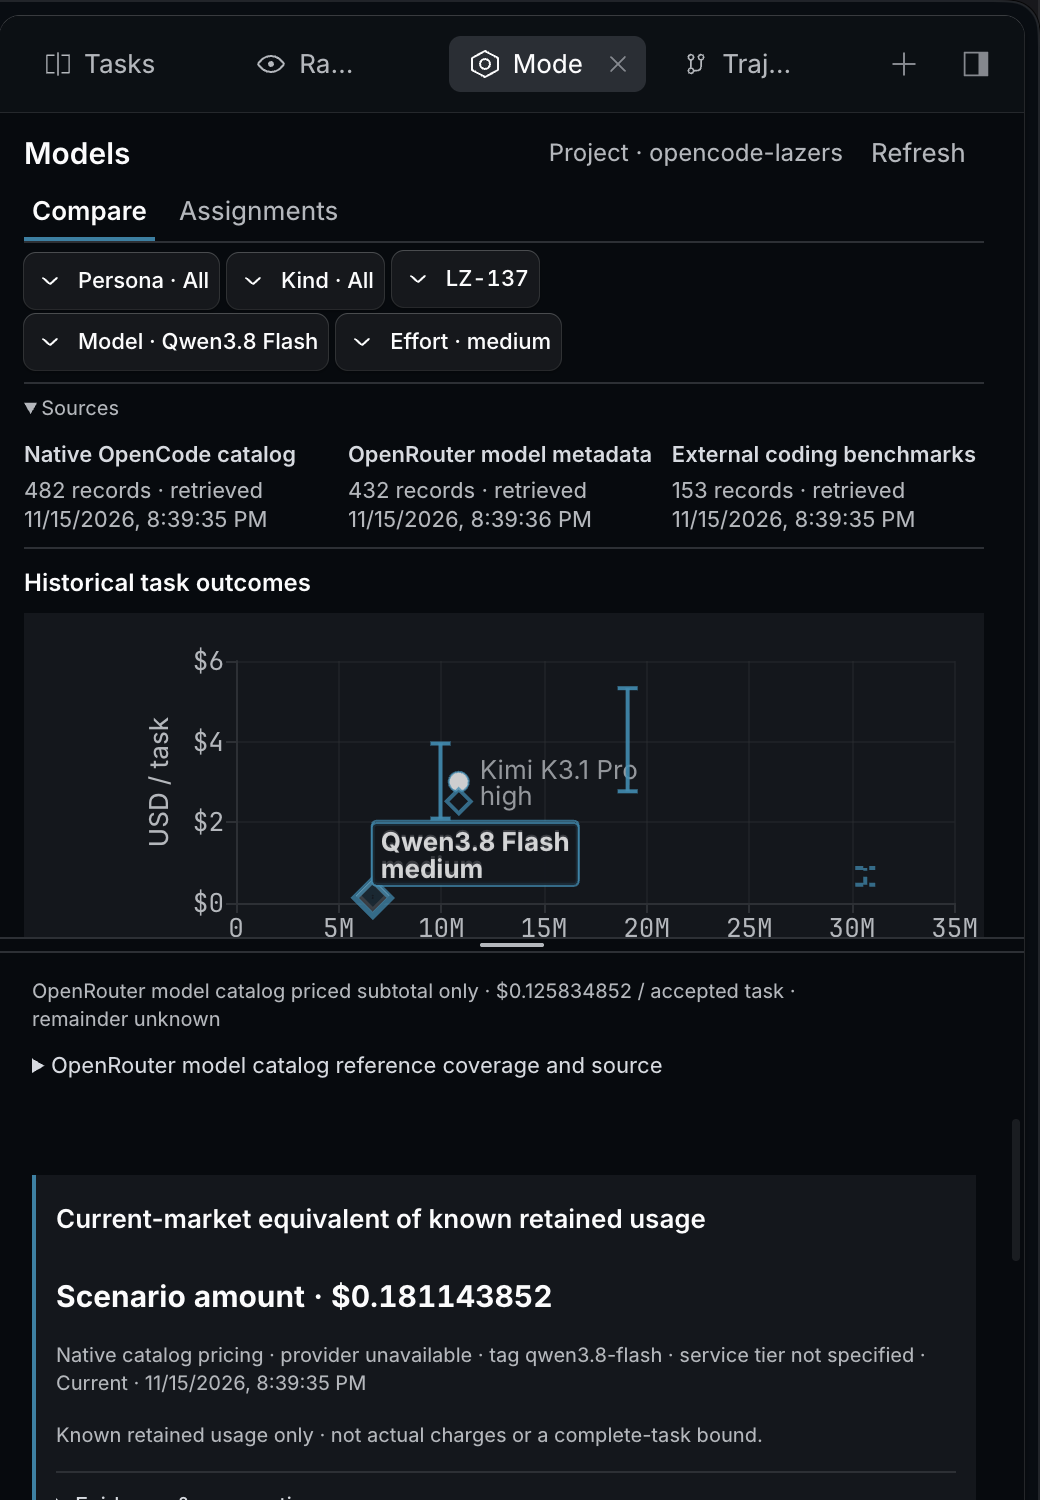 Tasks
Ra...
Mode
Traj...
Models
Project · opencode-lazers
Refresh
Compare
Assignments
Persona · All
Kind · All
LZ-137
Model · Qwen3.8 Flash
Effort · medium
Sources
Native OpenCode catalog
482 records · retrieved
11/15/2026, 8:39:35 PM
OpenRouter model metadata
432 records · retrieved
11/15/2026, 8:39:36 PM
External coding benchmarks
153 records · retrieved
11/15/2026, 8:39:35 PM
Historical task outcomes
USD / task
$6
$4
$2
$0
Kimi K3.1 Pro
high
Qwen3.8 Flash
medium
0
5M
10M
15M
20M
25M
30M
35M
OpenRouter model catalog priced subtotal only · $0.125834852 / accepted task ·
remainder unknown
OpenRouter model catalog reference coverage and source
Current-market equivalent of known retained usage
Scenario amount · $0.181143852
Native catalog pricing · provider unavailable · tag qwen3.8-flash · service tier not specified ·
Current · 11/15/2026, 8:39:35 PM
Known retained usage only · not actual charges or a complete-task bound.